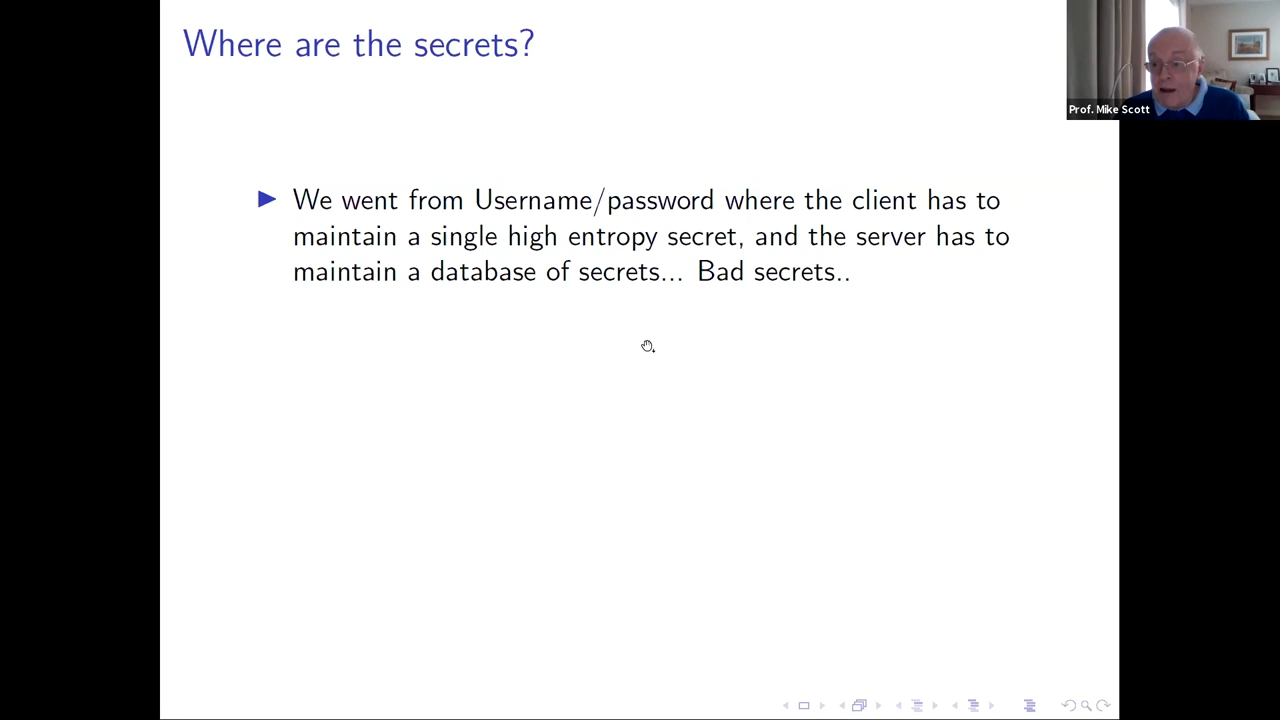 Where are the secrets?
Prof. Mike Scott
▶ We went from Username/password where the client has to
maintain a single high entropy secret, and the server has to
maintain a database of secrets... Bad secrets..